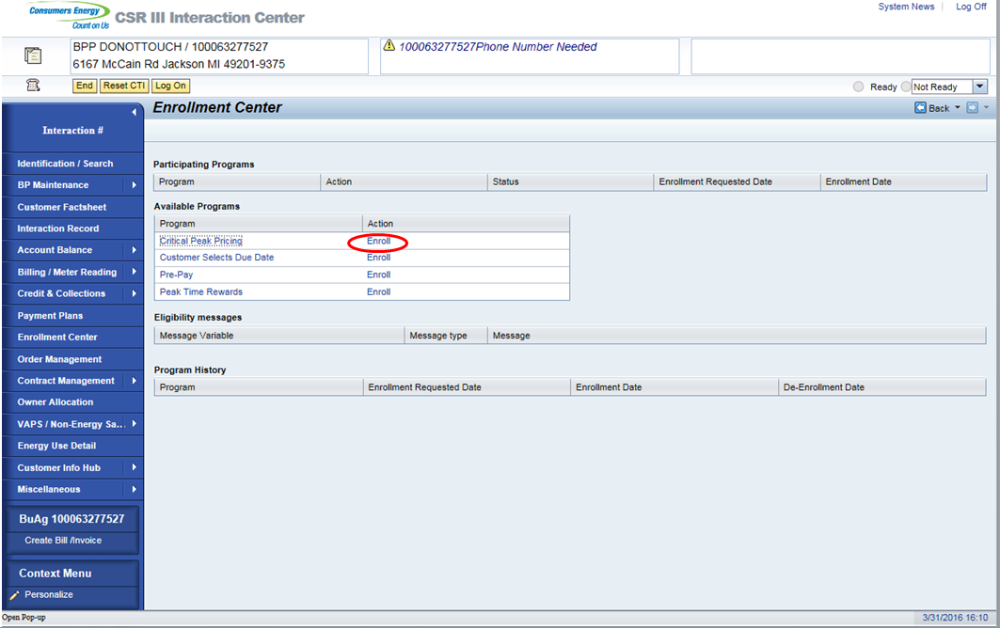 Consumers Energy
Count on Us
CSR III Interaction Center
System News
Log Off
BPP DONOTTOUCH / 100063277527
6167 McCain Rd Jackson MI 49201-9375
100063277527Phone Number Needed
End Reset CTI Log On
Ready Not Ready
Enrollment Center
Back
Interaction #
Identification / Search
BP Maintenance
Customer Factsheet
Interaction Record
Account Balance
Billing / Meter Reading
Credit & Collections
Payment Plans
Enrollment Center
Order Management
Contract Management
Owner Allocation
VAPS / Non-Energy Sa...
Energy Use Detail
Customer Info Hub
Miscellaneous
BuAg 100063277527
Create Bill /Invoice
Context Menu
Personalize
Participating Programs
Program Action Status Enrollment Requested Date Enrollment Date
Available Programs
Program Action
Critical Peak Pricing Enroll
Customer Selects Due Date Enroll
Pre-Pay Enroll
Peak Time Rewards Enroll
Eligibility messages
Message Variable Message type Message
Program History
Program Enrollment Requested Date Enrollment Date De-Enrollment Date
Open Pop-up
3/31/2016 16:10